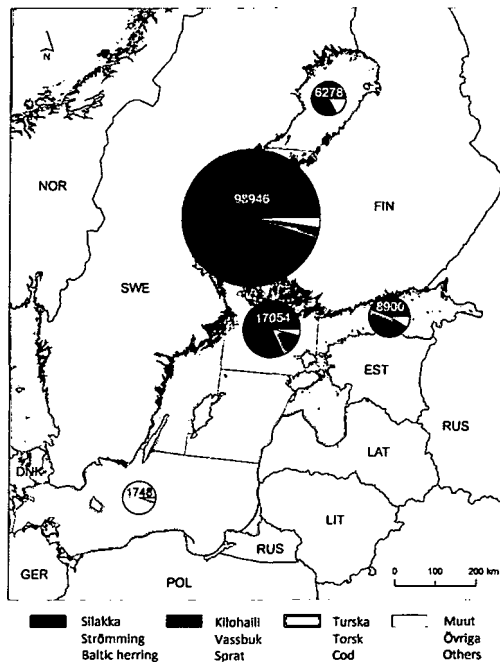 N
6278
NOR
98946
FIN
SWE
17054
8900
EST
RUS
LAT
DNK
1748
LIT
RUS
GER
POL
0 100 200 km
Silakka Kilohaili Turska Muut
Strömming Vassbuk Torsk Övriga
Baltic herring Sprat Cod Others